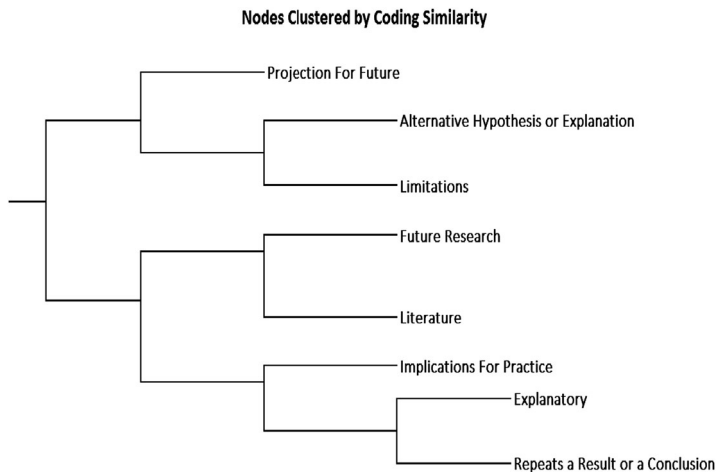 Nodes Clustered by Coding Similarity
Projection For Future
Alternative Hypothesis or Explanation
Limitations
Future Research
Literature
Implications For Practice
Explanatory
Repeats a Result or a Conclusion